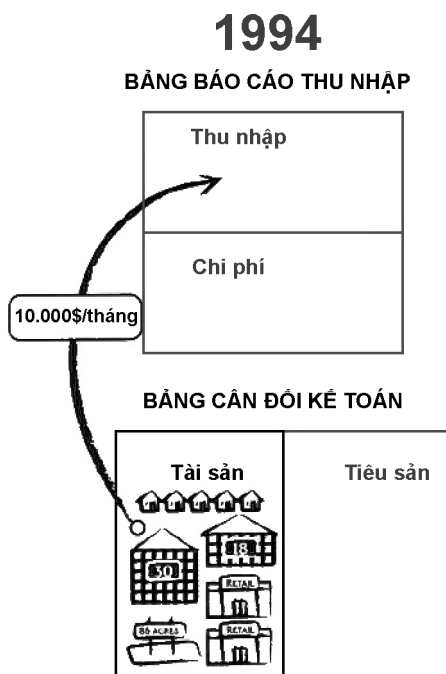 1994
BẢNG BÁO CÁO THU NHẬP
Thu nhập
Chi phí
10.000$/tháng
BẢNG CÂN ĐỐI KẾ TOÁN
Tài sản
Tiêu sản
30
18
RETAIL
86 ACRES
RETAIL